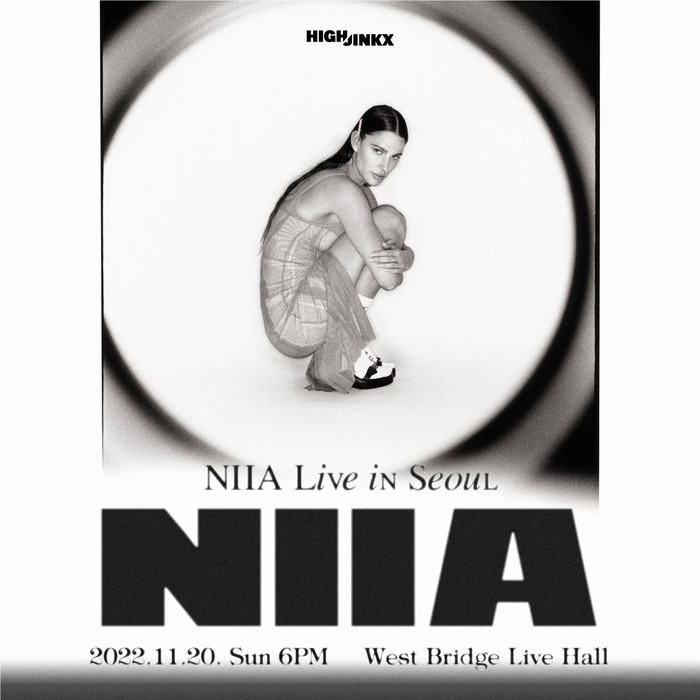 HIGHJINKX
NIIA Live iN SeouL
NIIA
2022.11.20. Sun 6PM West Bridge Live Hall